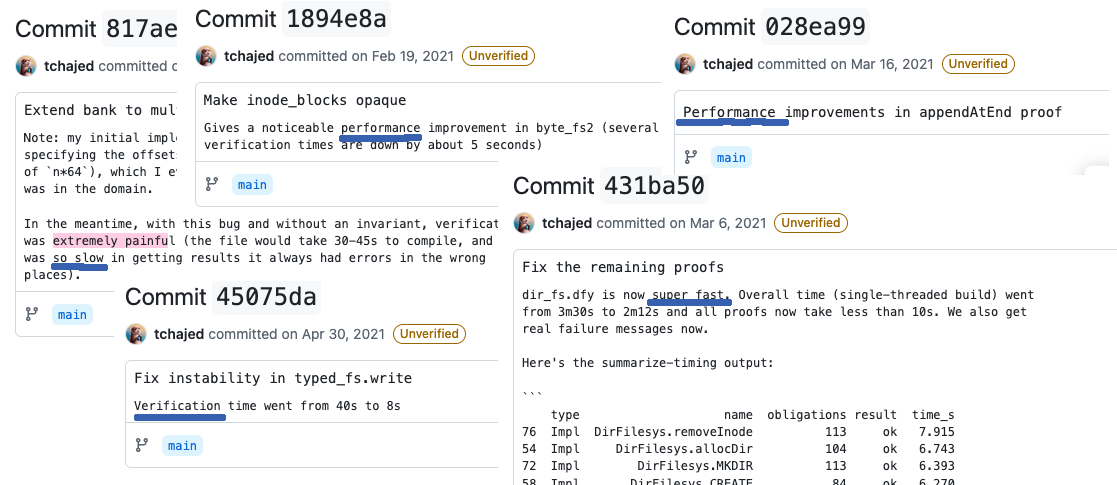 Commit 817ae
tchajed committed
Extend bank to mul
Note: my initial imple
specifying the offset
of `n*64`), which I e
was in the domain.
In the meantime, with this bug and without an invariant, verificat
was extremely painful (the file would take 30-45s to compile, and
was so slow in getting results it always had errors in the wrong
places).
main
Commit 1894e8a
tchajed committed on Feb 19, 2021 Unverified
Make inode_blocks opaque
Gives a noticeable performance improvement in byte_fs2 (several
verification times are down by about 5 seconds)
main
Commit 028ea99
tchajed committed on Mar 16, 2021 Unverified
Performance improvements in appendAtEnd proof
main
Commit 45075da
tchajed committed on Apr 30, 2021 Unverified
Fix instability in typed_fs.write
Verification time went from 40s to 8s
main
Commit 431ba50
tchajed committed on Mar 6, 2021 Unverified
Fix the remaining proofs
dir_fs.dfy is now super fast. Overall time (single-threaded build) went
from 3m30s to 2m12s and all proofs now take less than 10s. We also get
real failure messages now.
Here's the summarize-timing output:
```
type name obligations result time_s
76 Impl DirFilesys.removeInode 113 ok 7.915
54 Impl DirFilesys.allocDir 104 ok 6.743
72 Impl DirFilesys.MKDIR 113 ok 6.393
58 Impl DirFilesys.CREATE 84 ok 6.270